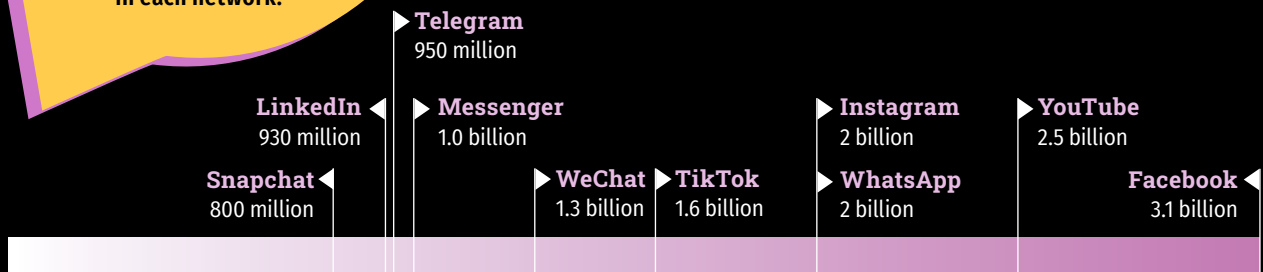 in each network.
Telegram
950 million
LinkedIn
930 million
Messenger
1.0 billion
Instagram
2 billion
YouTube
2.5 billion
Snapchat
800 million
WeChat
1.3 billion
TikTok
1.6 billion
WhatsApp
2 billion
Facebook
3.1 billion